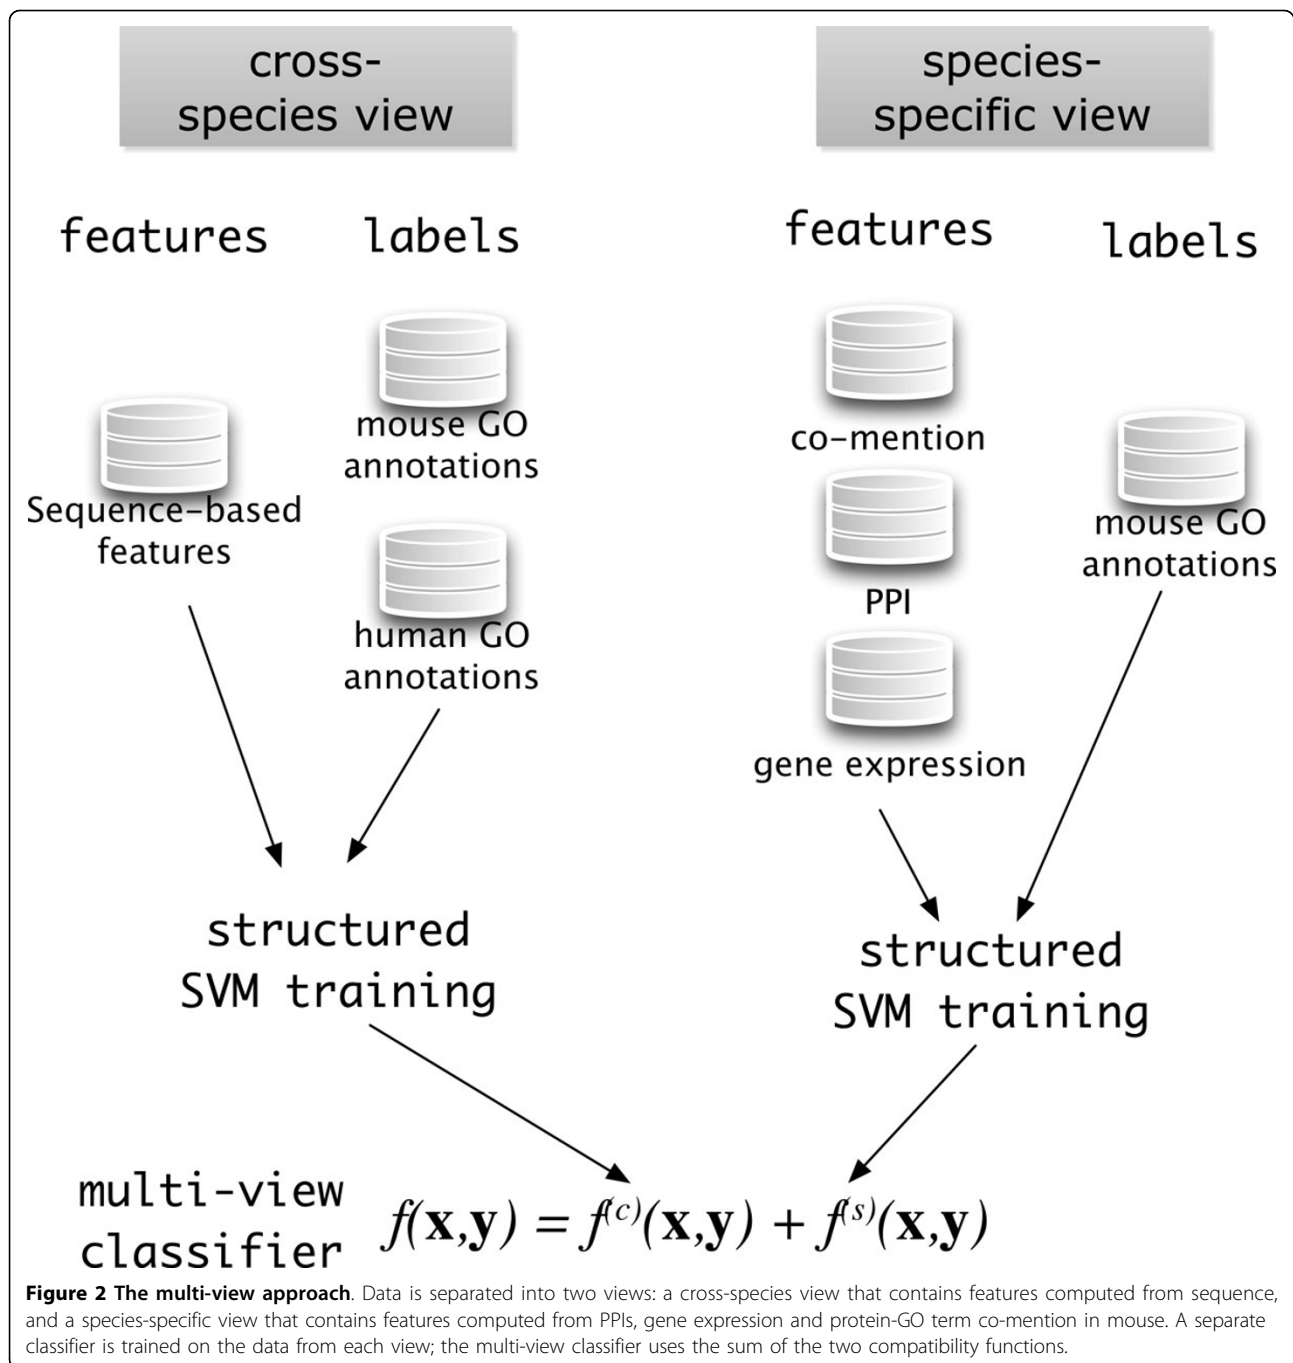 cross-
species view
features
labels
Sequence-based
features
mouse GO
annotations
human GO
annotations
structured
SVM training
species-
specific view
features
labels
co-mention
PPI
gene expression
mouse GO
annotations
structured
SVM training
multi-view
classifier
f(x,y) = f(c)(x,y) + f(s)(x,y)
Figure 2 The multi-view approach. Data is separated into two views: a cross-species view that contains features computed from sequence,
and a species-specific view that contains features computed from PPIs, gene expression and protein-GO term co-mention in mouse. A separate
classifier is trained on the data from each view; the multi-view classifier uses the sum of the two compatibility functions.